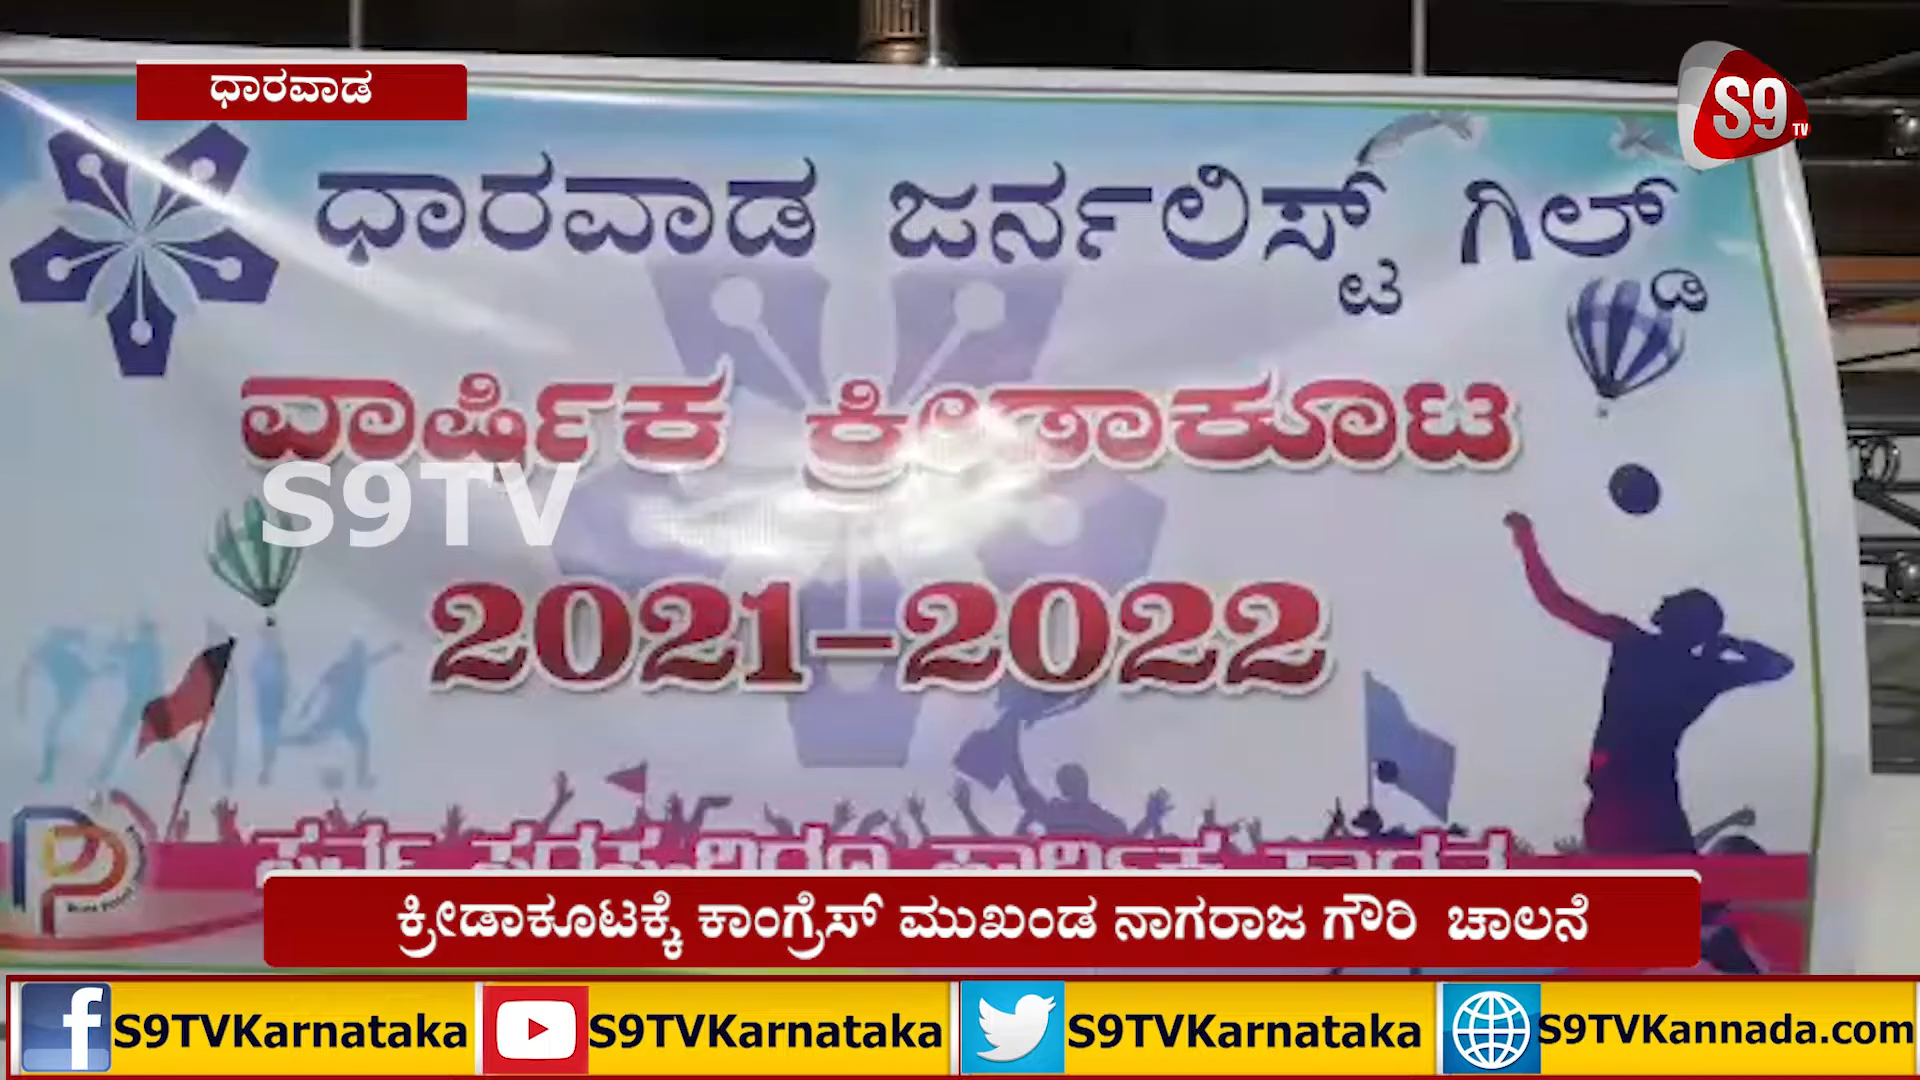 ಧಾರವಾಡ
S9 TV
ಧಾರವಾಡ ಜರ್ನಲಿಸ್ಟ್ ಗಿಲ್ಡ್
ವಾರ್ಷಿಕ ಕ್ರೀಡಾಕೂಟ
S9TV
2021-2022
ಕ್ರೀಡಾಕೂಟಕ್ಕೆ ಕಾಂಗ್ರೆಸ್ ಮುಖಂಡ ನಾಗರಾಜ ಗೌರಿ ಚಾಲನೆ
S9TVKarnataka S9TVKarnataka S9TVKarnataka S9TVKannada.com